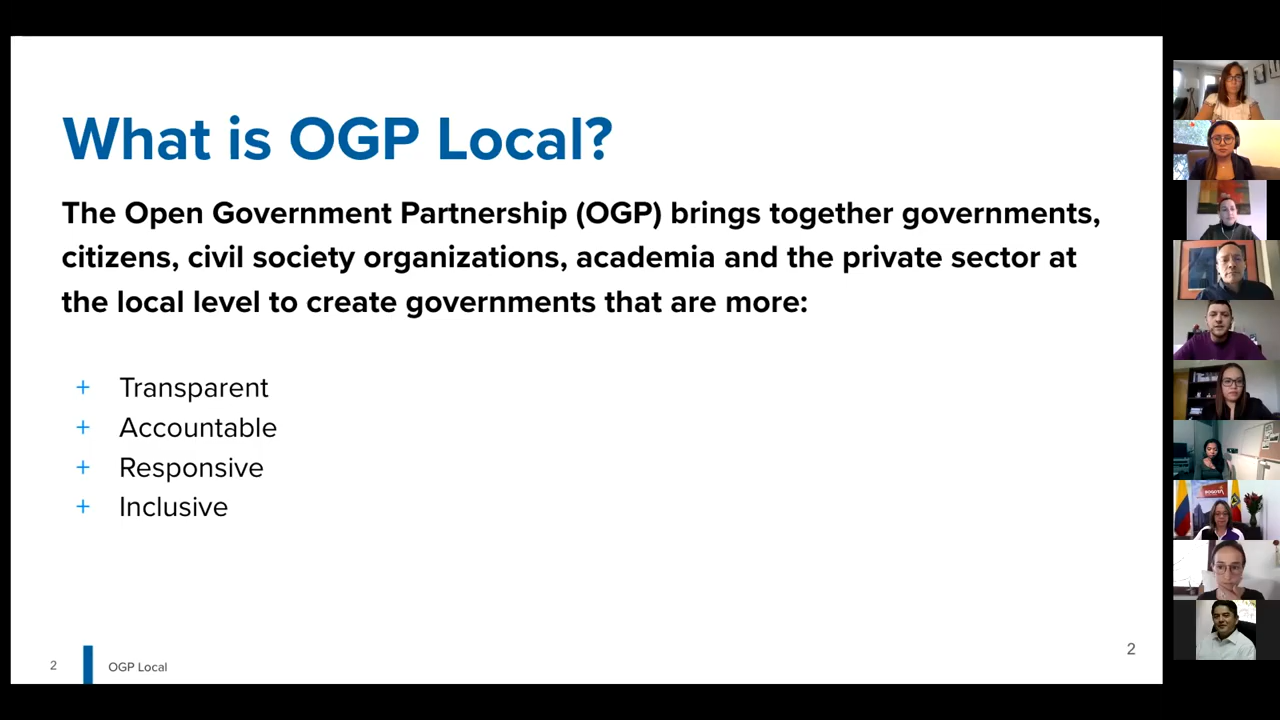 What is OGP Local?
The Open Government Partnership (OGP) brings together governments,
citizens, civil society organizations, academia and the private sector at
the local level to create governments that are more:
+ Transparent
+ Accountable
+ Responsive
+ Inclusive
2
OGP Local
2